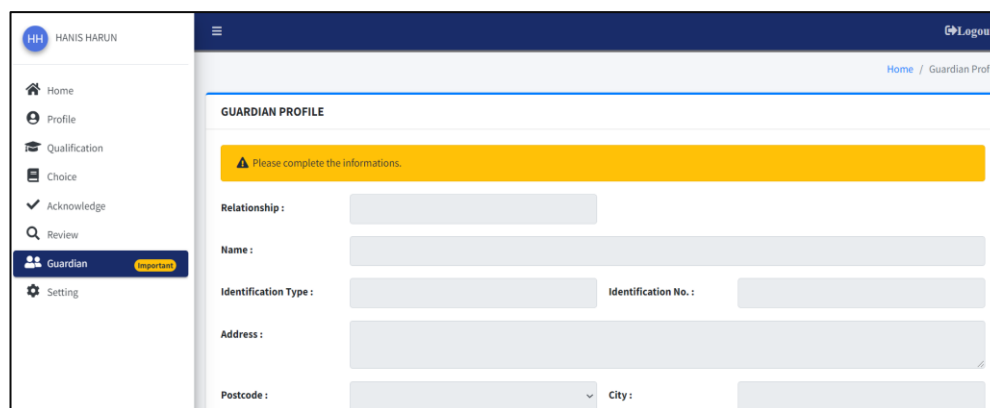 HH HANIS HARUN
Logou
Home / Guardian Prof
Home
Profile
Qualification
Choice
Acknowledge
Review
Guardian Important
Setting
GUARDIAN PROFILE
Please complete the informations.
Relationship :
Name :
Identification Type : Identification No. :
Address :
Postcode : City :